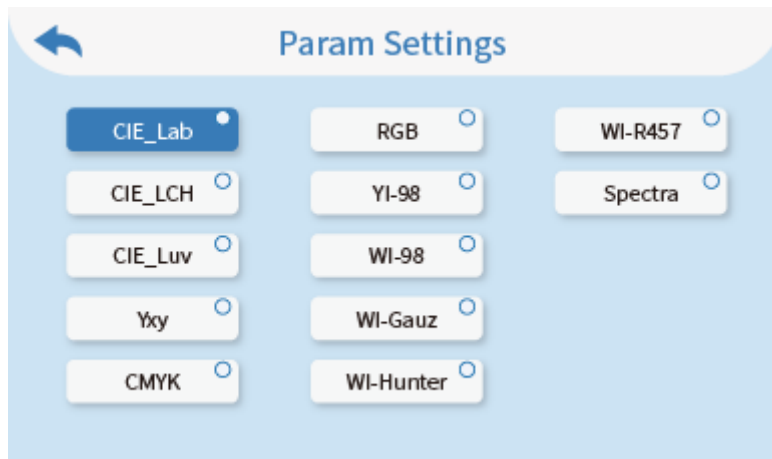 Param Settings
CIE_Lab
RGB
WI-R457
CIE_LCH
YI-98
Spectra
CIE_Luv
WI-98
Yxy
WI-Gauz
CMYK
WI-Hunter